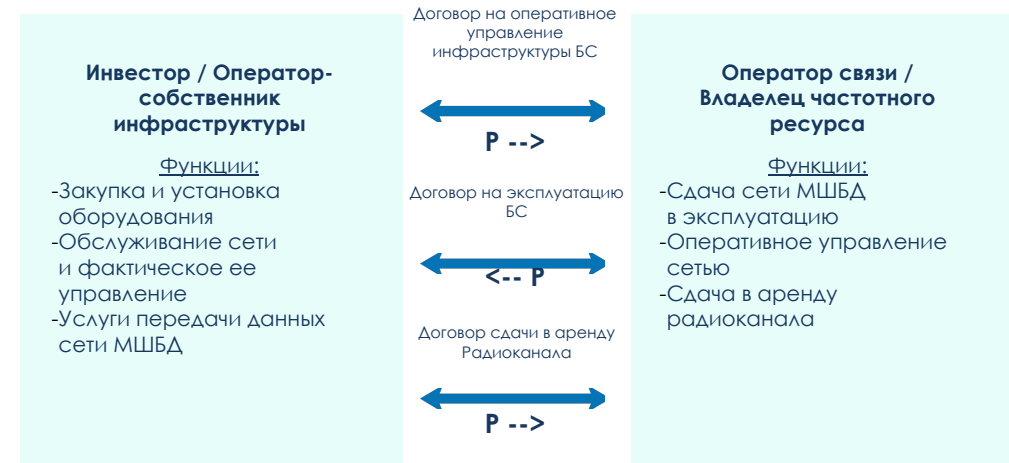 Инвестор / Оператор-
собственник
инфраструктуры
Функции:
-Закупка и установка
оборудования
-Обслуживание сети
и фактическое ее
управление
-Услуги передачи данных
сети МШБД
Договор на оперативное
управление
инфраструктуры БС
Р -->
Договор на эксплуатацию
БС
<-- Р
Договор сдачи в аренду
Радиоканала
Р -->
Оператор связи /
Владелец частотного
ресурса
Функции:
-Сдача сети МШБД
в эксплуатацию
-Оперативное управление
сетью
-Сдача в аренду
радиоканала